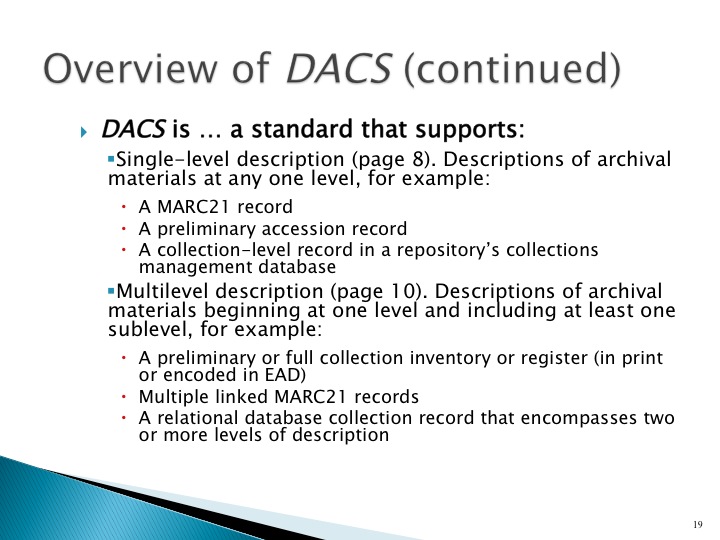 Overview of DACS (continued)
DACS is … a standard that supports:
Single-level description (page 8). Descriptions of archival
materials at any one level, for example:
A MARC21 record
A preliminary accession record
A collection-level record in a repository’s collections
management database
Multilevel description (page 10). Descriptions of archival
materials beginning at one level and including at least one
sublevel, for example:
A preliminary or full collection inventory or register (in print
or encoded in EAD)
Multiple linked MARC21 records
A relational database collection record that encompasses two
or more levels of description
19